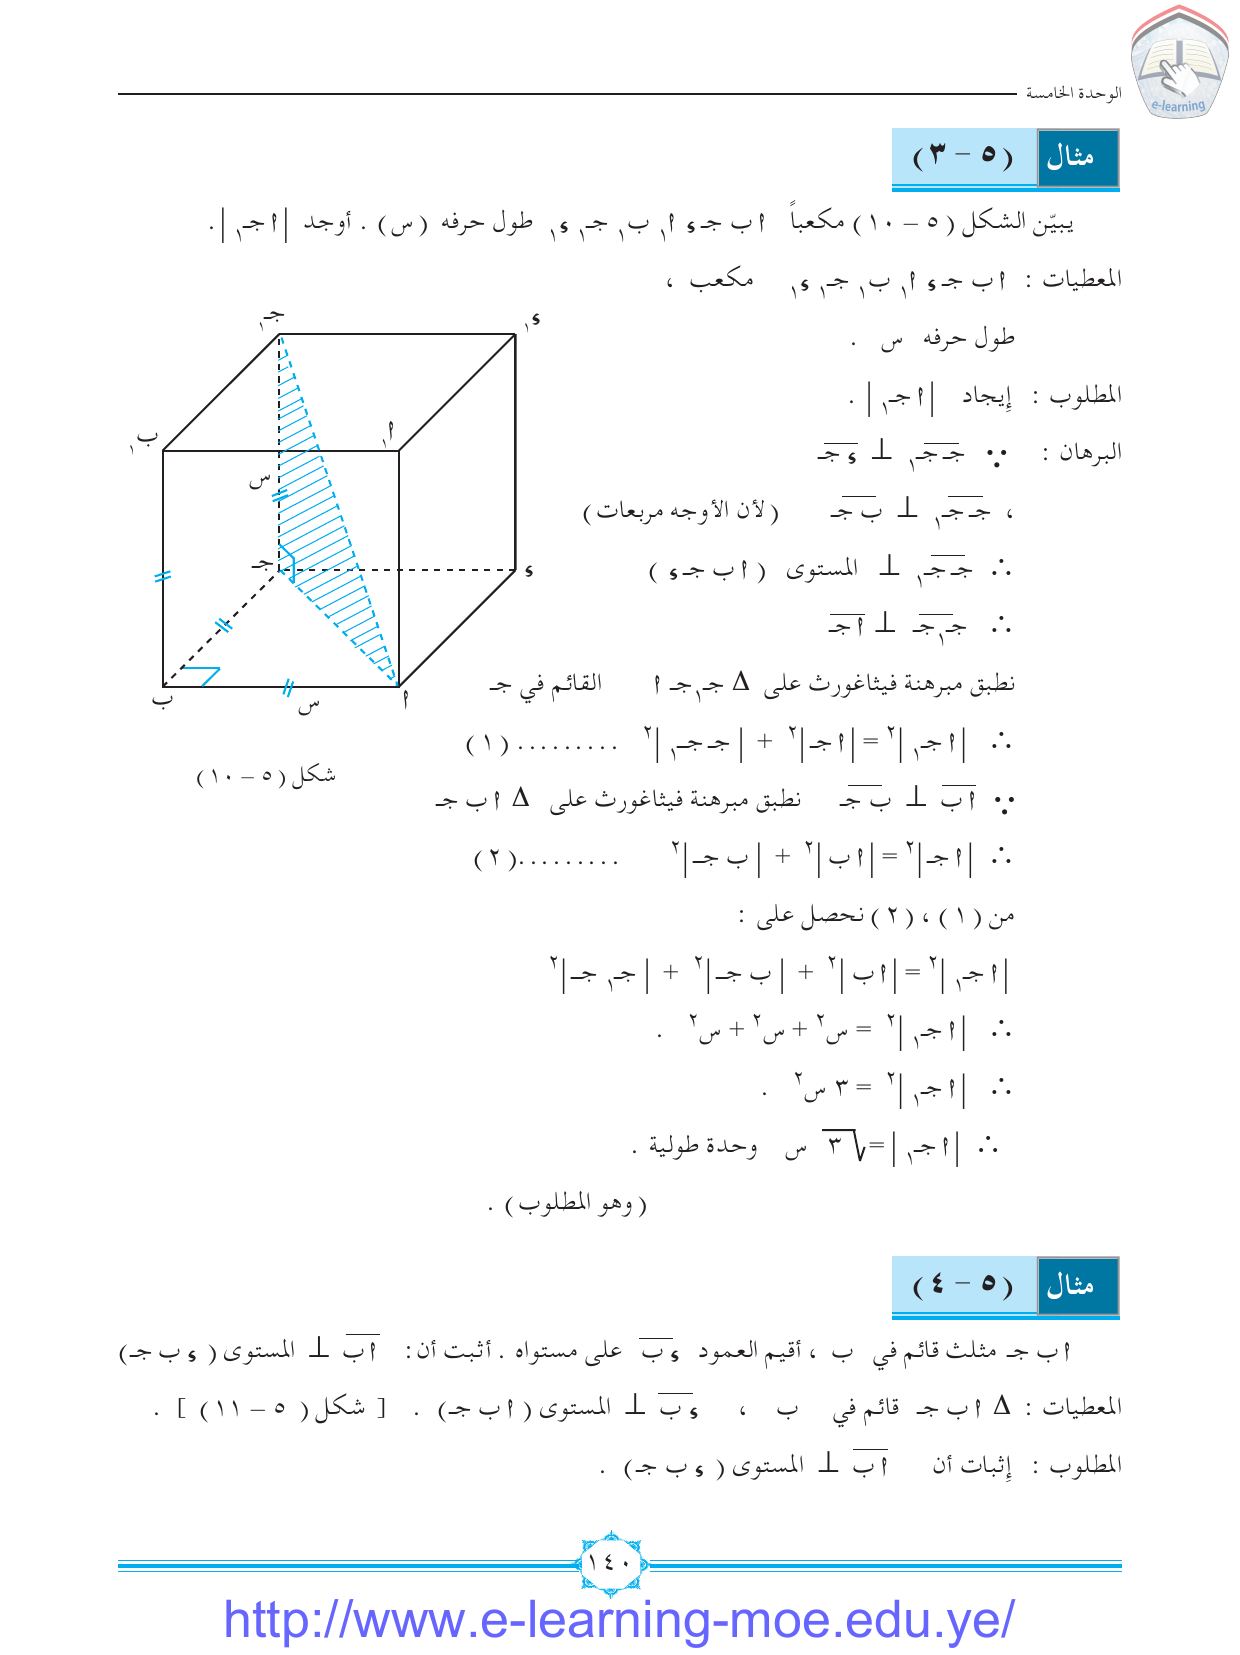 e-learning
الوحدة الخامسة
مثال (٥ – ٣)
يبيّن الشكل (٥ – ١٠) مكعباً ا ب جـ ء ا١ ب١ جـ١ ء١ طول حرفه (س) . أوجد |ا جـ١| .
المعطيات : ا ب جـ ء ا١ ب١ جـ١ ء١ مكعب ،
طول حرفه س .
المطلوب : إيجاد |ا جـ١| .
البرهان : ∵ جـ جـ١ ⊥ ء جـ
، جـ جـ١ ⊥ ب جـ (لأن الأوجه مربعات)
∴ جـ جـ١ ⊥ المستوى (ا ب جـ ء)
∴ جـ١ جـ ⊥ ا جـ
نطبق مبرهنة فيثاغورث على Δ جـ١ جـ ا القائم في جـ
∴ |ا جـ١|٢ = |ا جـ|٢ + |جـ جـ١|٢ ......... (١)
∵ ا ب ⊥ ب جـ نطبق مبرهنة فيثاغورث على Δ ا ب جـ
∴ |ا جـ|٢ = |ا ب|٢ + |ب جـ|٢ .........(٢)
من (١) ، (٢) نحصل على :
|ا جـ١|٢ = |ا ب|٢ + |ب جـ|٢ + |جـ١ جـ|٢
∴ |ا جـ١|٢ = س٢ + س٢ + س٢ .
∴ |ا جـ١|٢ = ٣ س٢ .
∴ |ا جـ١| = √٣ س وحدة طولية .
(وهو المطلوب) .
جـ١
ء١
ب١
ا١
س
جـ
ء
ب
س
ا
شكل (٥ – ١٠)
مثال (٥ – ٤)
ا ب جـ مثلث قائم في ب ، أقيم العمود ء ب على مستواه . أثبت أن : ا ب ⊥ المستوى (ء ب جـ)
المعطيات : Δ ا ب جـ قائم في ب ، ء ب ⊥ المستوى (ا ب جـ) . [ شكل (٥ – ١١) ] .
المطلوب : إثبات أن ا ب ⊥ المستوى (ء ب جـ) .
١٤٠
http://www.e-learning-moe.edu.ye/